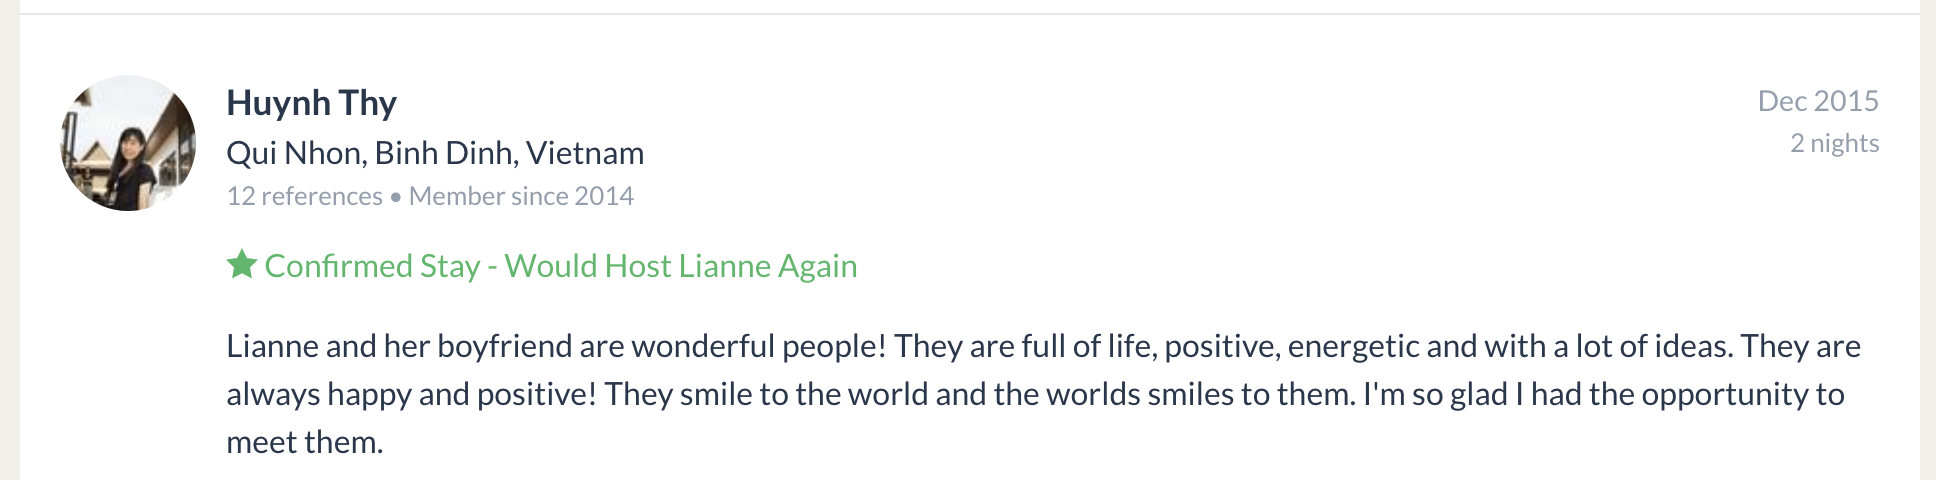 Huynh Thy
Dec 2015
Qui Nhon, Binh Dinh, Vietnam
2 nights
12 references • Member since 2014
★ Confirmed Stay - Would Host Lianne Again
Lianne and her boyfriend are wonderful people! They are full of life, positive, energetic and with a lot of ideas. They are
always happy and positive! They smile to the world and the worlds smiles to them. I'm so glad I had the opportunity to
meet them.